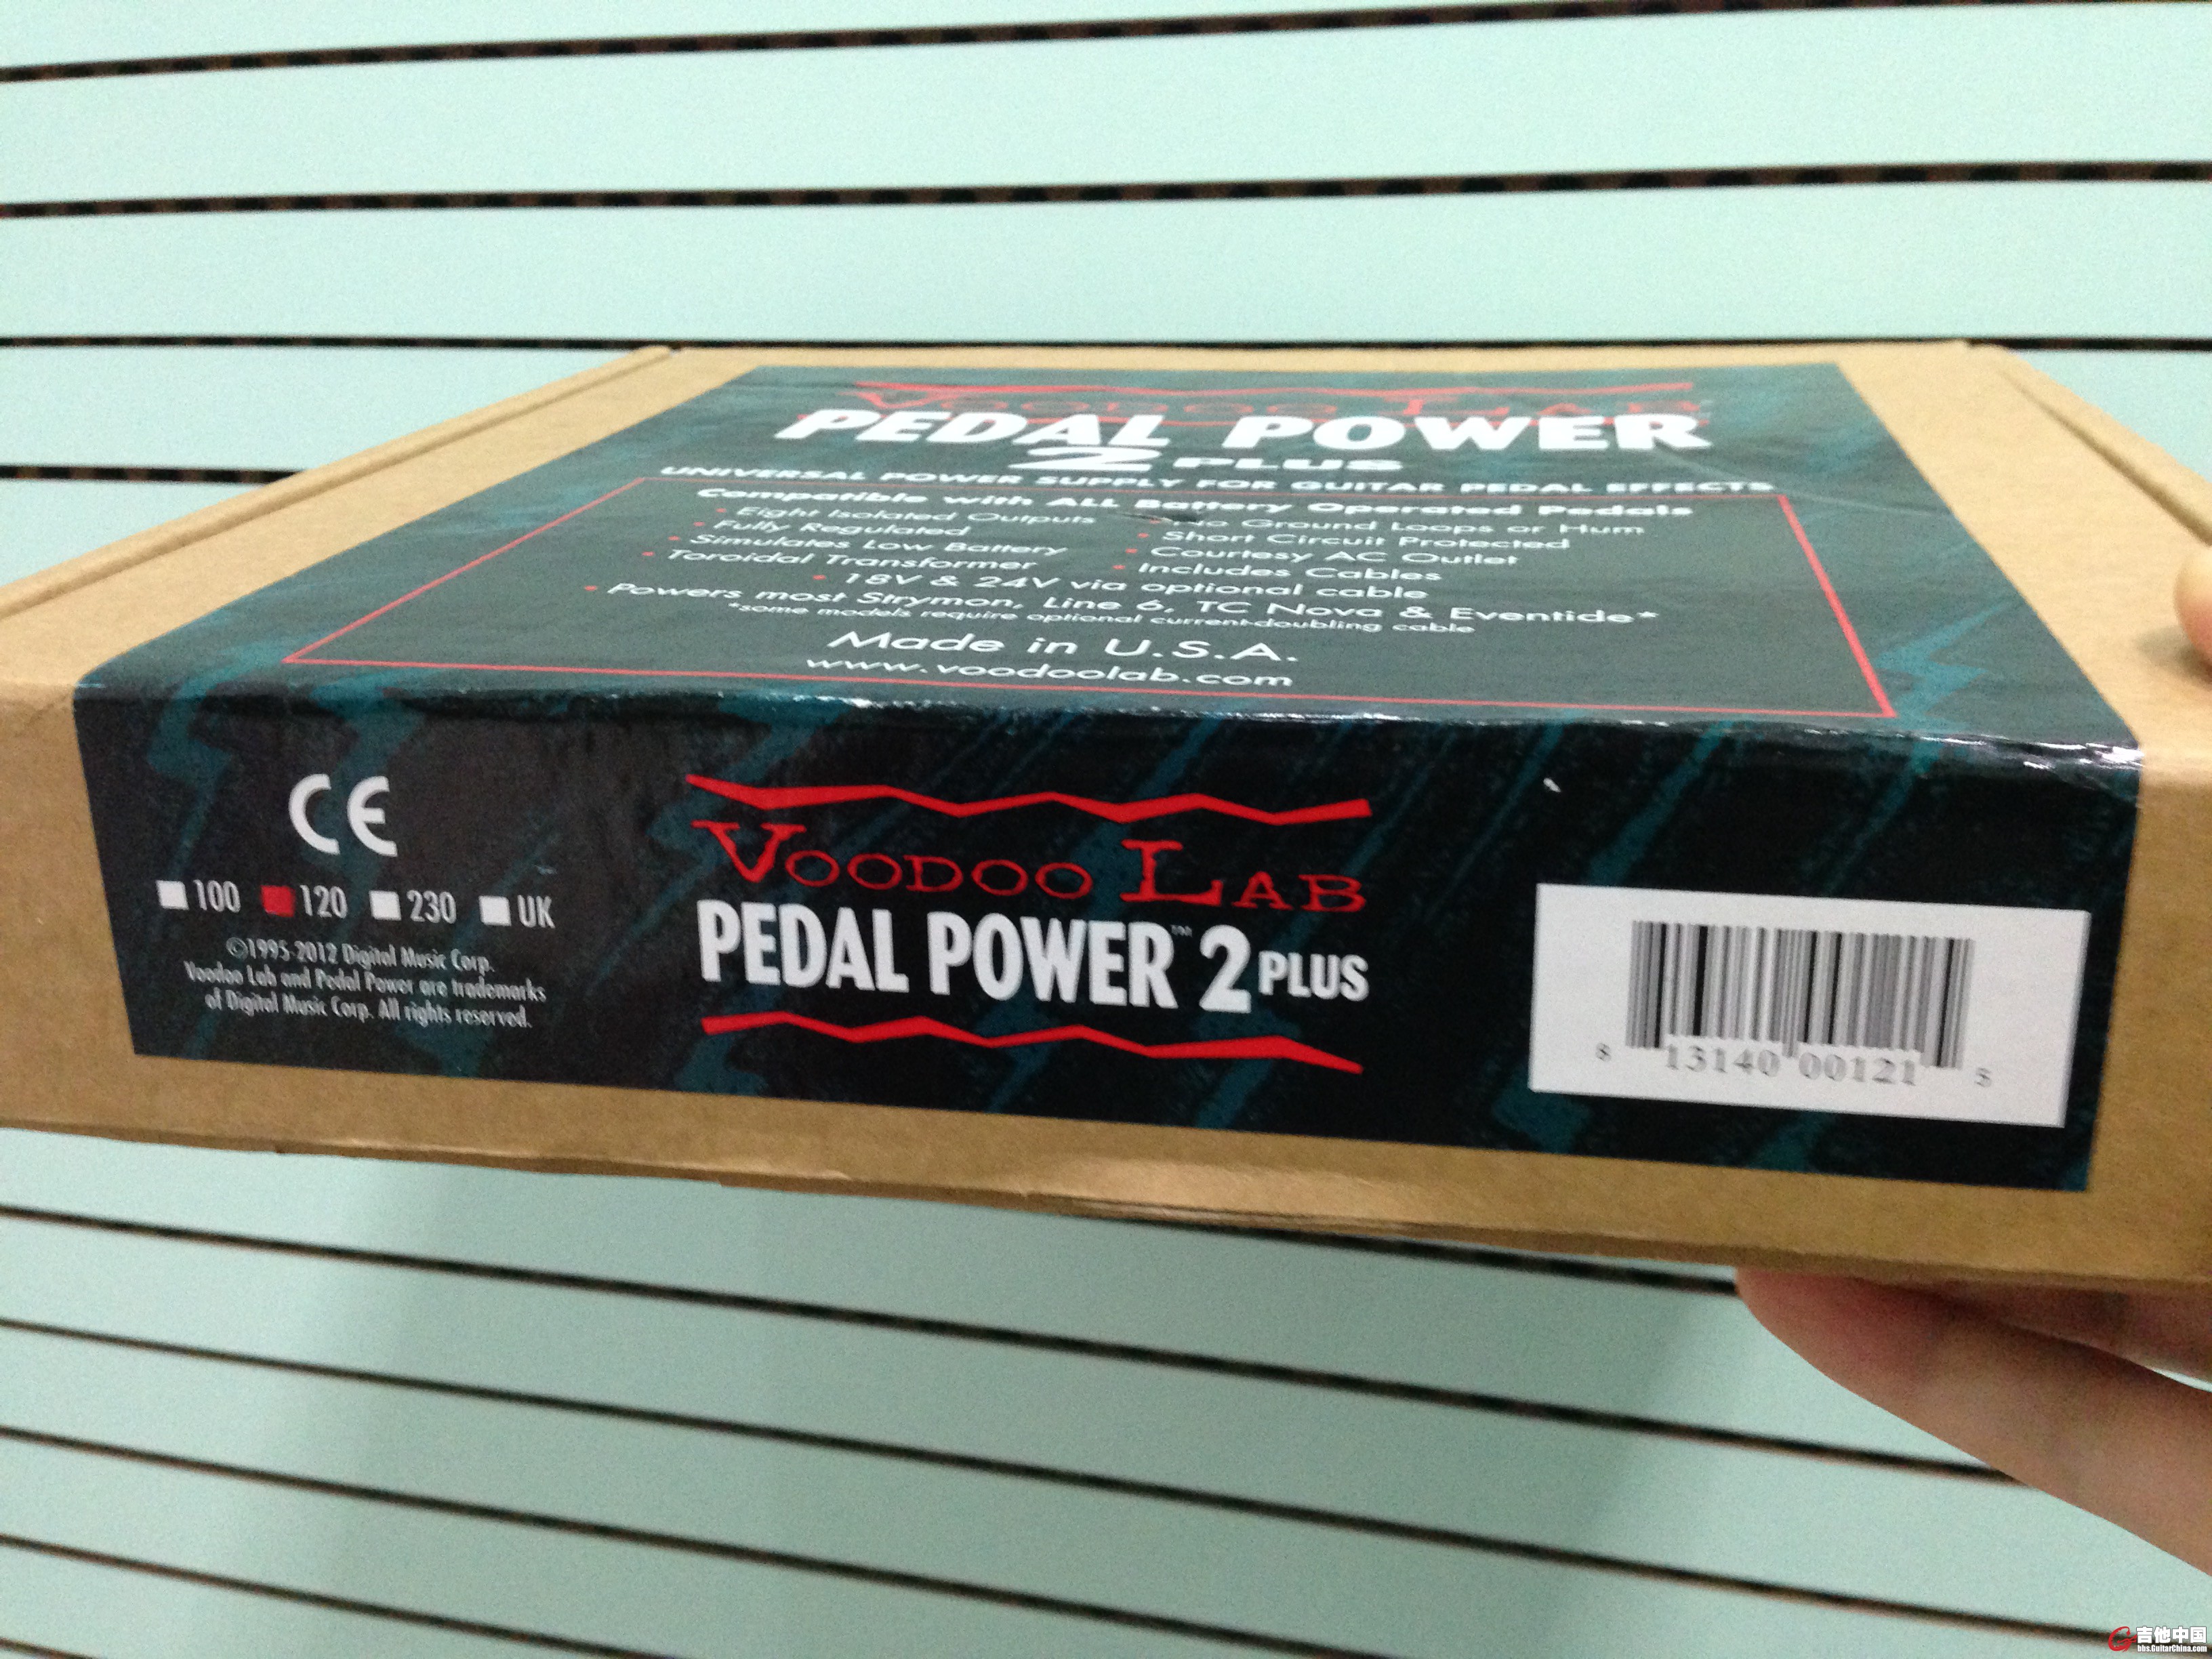 VOODOO LAB
PEDAL POWER
2 PLUS
UNIVERSAL POWER SUPPLY FOR GUITAR PEDAL EFFECTS
Compatible with ALL Battery Operated Pedals
• Eight Isolated Outputs
• Fully Regulated
• Simulates Low Battery
• Toroidal Transformer
• No Ground Loops or Hum
• Short Circuit Protected
• Courtesy AC Outlet
• Includes Cables
• 18V & 24V via optional cable
• Powers most Strymon, Line 6, TC Nova & Eventide*
*some models require optional current-doubling cable
Made in U.S.A.
www.voodoolab.com
CE
100 120 230 UK
©1995-2012 Digital Music Corp.
Voodoo Lab and Pedal Power are trademarks
of Digital Music Corp. All rights reserved.
VOODOO LAB
PEDAL POWER™ 2 PLUS
8 13140 00121 5
吉他中国
bbs.GuitarChina.com